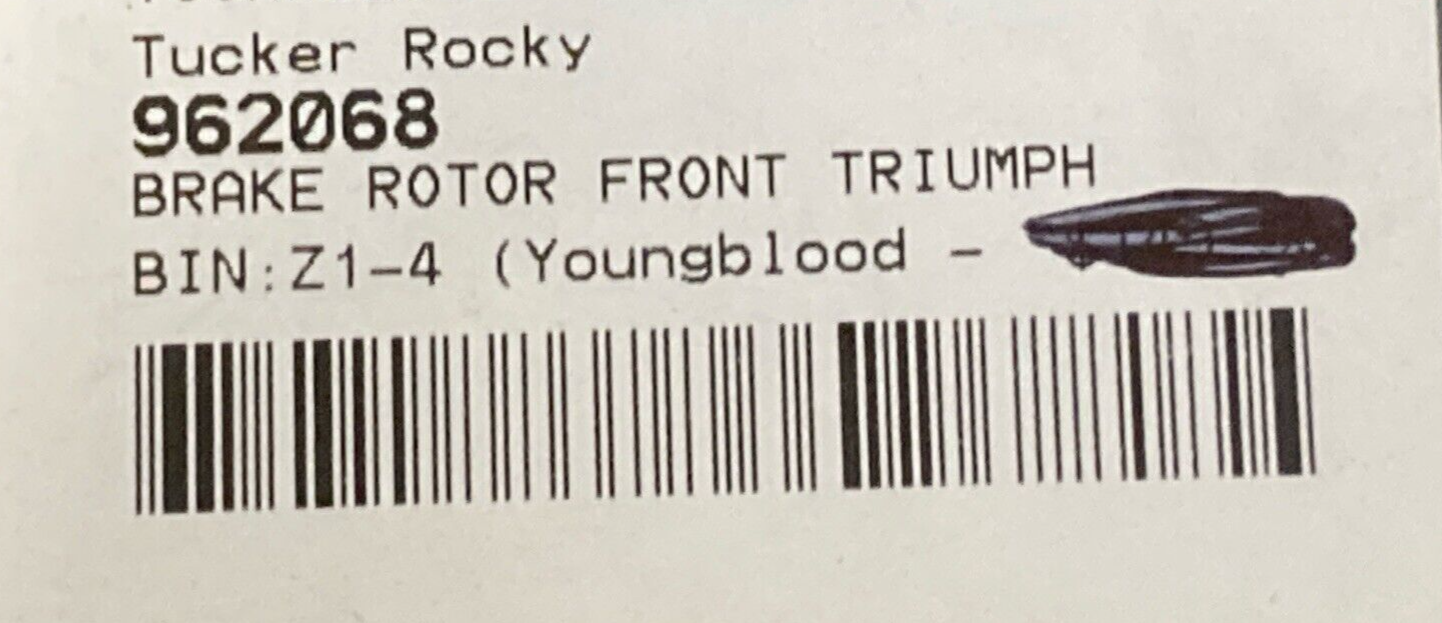 Tucker Rocky
962068
BRAKE ROTOR FRONT TRIUMPH
BIN:Z1-4 (Youngblood -